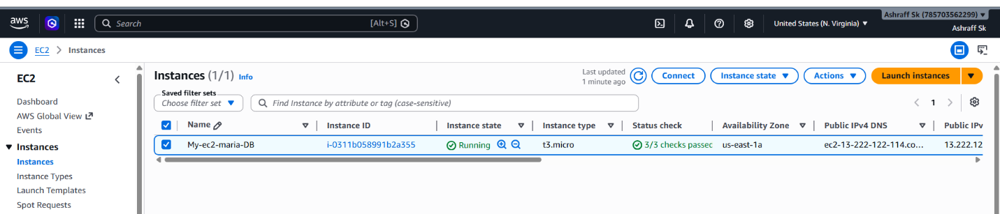 aws Search [Alt+S] United States (N. Virginia) Ashraff Sk (785703562299)
Ashraff Sk
EC2 > Instances
EC2
Dashboard
AWS Global View
Events
Instances
Instances
Instance Types
Launch Templates
Spot Requests
Instances (1/1) Info
Last updated
1 minute ago
Connect Instance state Actions Launch instances
Saved filter sets
Choose filter set Find Instance by attribute or tag (case-sensitive) 1
Name Instance ID Instance state Instance type Status check Availability Zone Public IPv4 DNS Public IPv
My-ec2-maria-DB i-0311b058991b2a355 Running t3.micro 3/3 checks passec us-east-1a ec2-13-222-122-114.co... 13.222.12